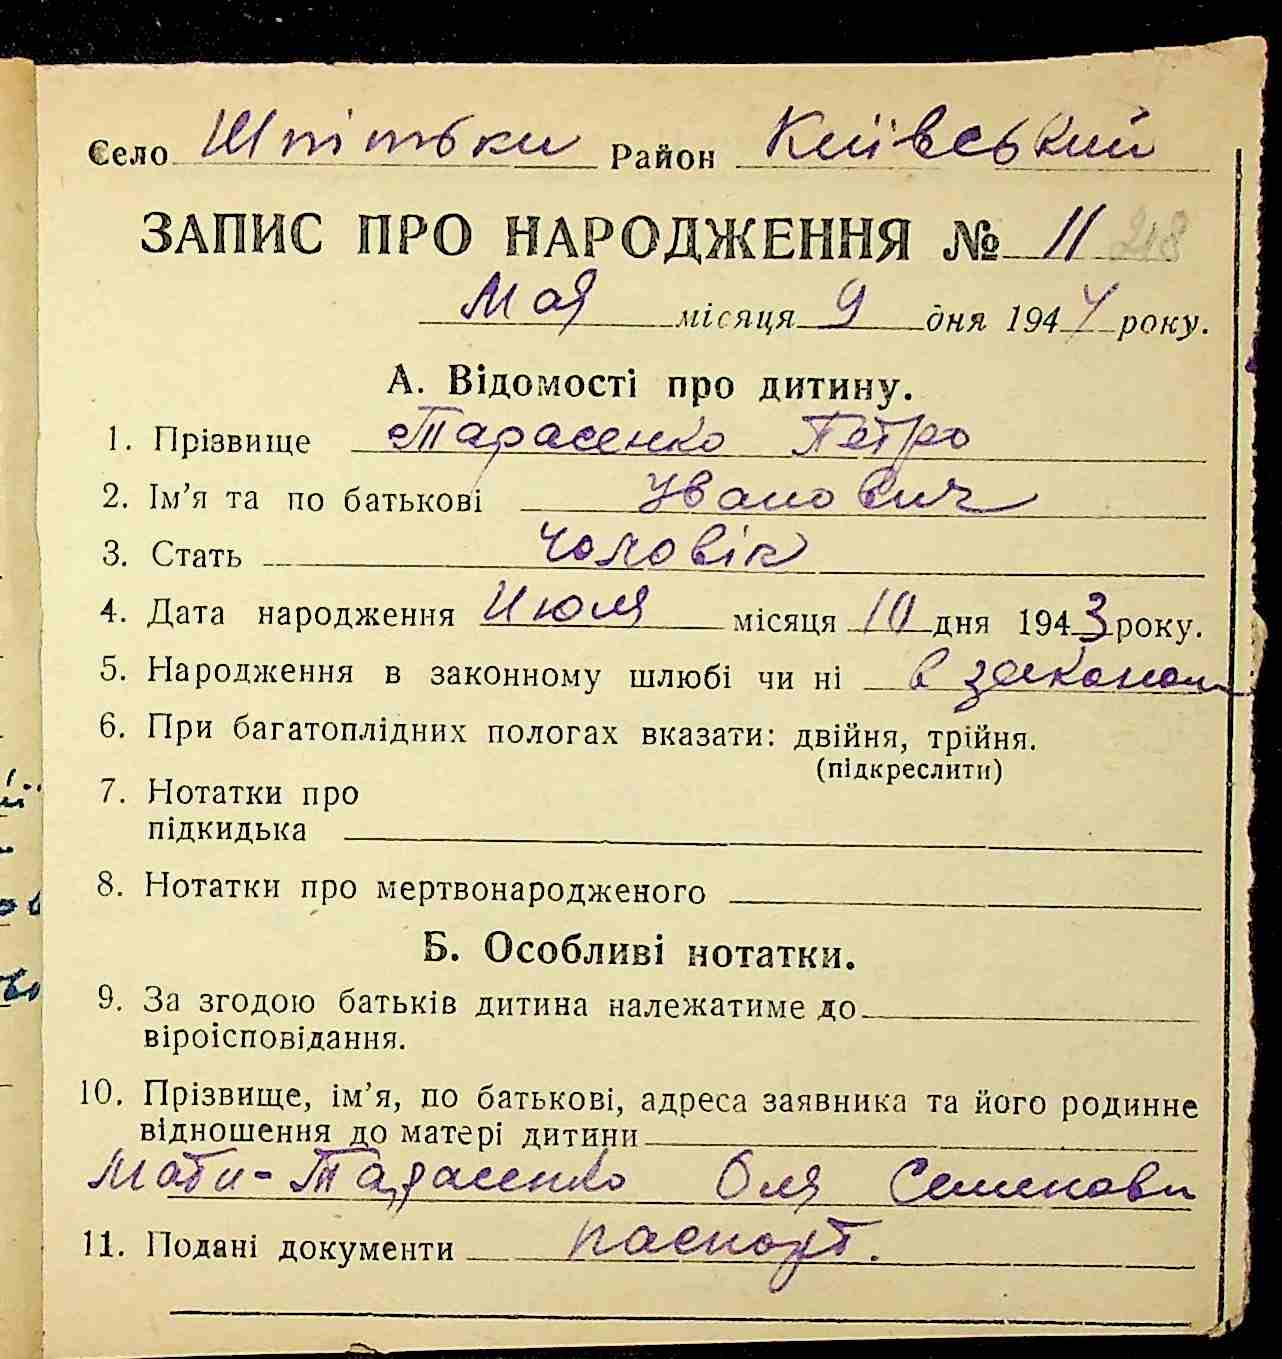 Село Шпітьки Район Київський
ЗАПИС ПРО НАРОДЖЕННЯ № 11 218
Мая місяця 9 дня 1944 року.
А. Відомості про дитину.
1. Прізвище Тарасенко Петро
2. Ім'я та по батькові Иванович
3. Стать чоловік
4. Дата народження Июля місяця 10 дня 1943 року.
5. Народження в законному шлюбі чи ні в законом
6. При багатоплідних пологах вказати: двійня, трійня.
(підкреслити)
7. Нотатки про
підкидька
8. Нотатки про мертвонародженого
Б. Особливі нотатки.
9. За згодою батьків дитина належатиме до
віроісповідання.
10. Прізвище, ім'я, по батькові, адреса заявника та його родинне
відношення до матері дитини
Мати - Тарасенко Оля Семенови
11. Подані документи паспорт.